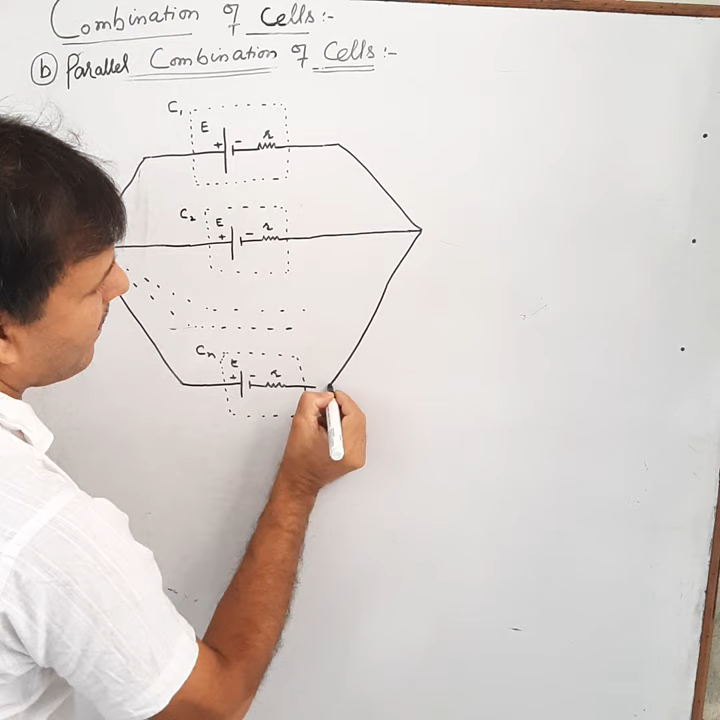 Combination of Cells:-
(b) Parallel Combination of Cells:-
C1
E
+ - r
C2
E
+ - r
Cn
E
+ - r